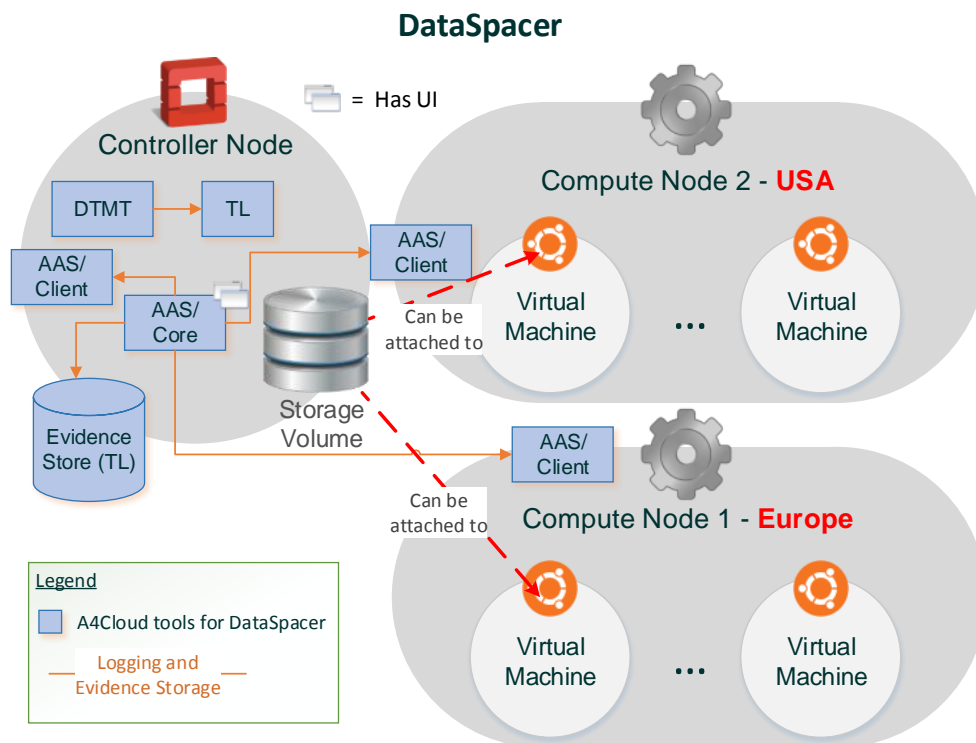 DataSpacer
= Has UI
Controller Node
DTMT
TL
AAS/
Client
AAS/
Core
Evidence
Store (TL)
Storage
Volume
AAS/
Client
Compute Node 2 - USA
Virtual
Machine
...
Virtual
Machine
Can be
attached to
AAS/
Client
Can be
attached to
Compute Node 1 - Europe
Virtual
Machine
...
Virtual
Machine
Legend
A4Cloud tools for DataSpacer
Logging and
Evidence Storage